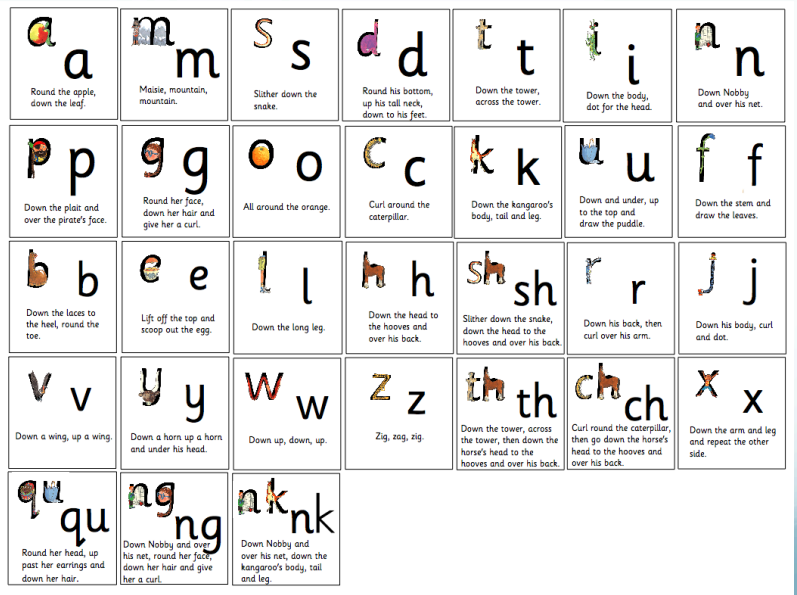 a a
Round the apple,
down the leaf.
m m
Maisie, mountain,
mountain.
s s
Slither down the
snake.
d d
Round his bottom,
up his tall neck,
down to his feet.
t t
Down the tower,
across the tower.
i i
Down the body,
dot for the head.
n n
Down Nobby
and over his net.
p p
Down the plait and
over the pirate's face.
g g
Round her face,
down her hair and
give her a curl.
o o
All around the orange.
c c
Curl around the
caterpillar.
k k
Down the kangaroo's
body, tail and leg.
u u
Down and under, up
to the top and
draw the puddle.
f f
Down the stem and
draw the leaves.
b b
Down the laces to
the heel, round the
toe.
e e
Lift off the top and
scoop out the egg.
l l
Down the long leg.
h h
Down the head to
the hooves and
over his back.
sh sh
Slither down the snake,
down the head to the
hooves and over his back.
r r
Down his back, then
curl over his arm.
j j
Down his body, curl
and dot.
v v
Down a wing, up a wing.
y y
Down a horn up a horn
and under his head.
w w
Down up, down, up.
z z
Zig, zag, zig.
th th
Down the tower, across
the tower, then down the
horse's head to the
hooves and over his back.
ch ch
Curl round the caterpillar,
then go down the horse's
head to the hooves and
over his back.
x x
Down the arm and leg
and repeat the other
side.
qu qu
Round her head, up
past her earrings and
down her hair.
ng ng
Down Nobby and over
his net, round her face,
down her hair and give
her a curl.
nk nk
Down Nobby and
over his net, down the
kangaroo's body, tail
and leg.